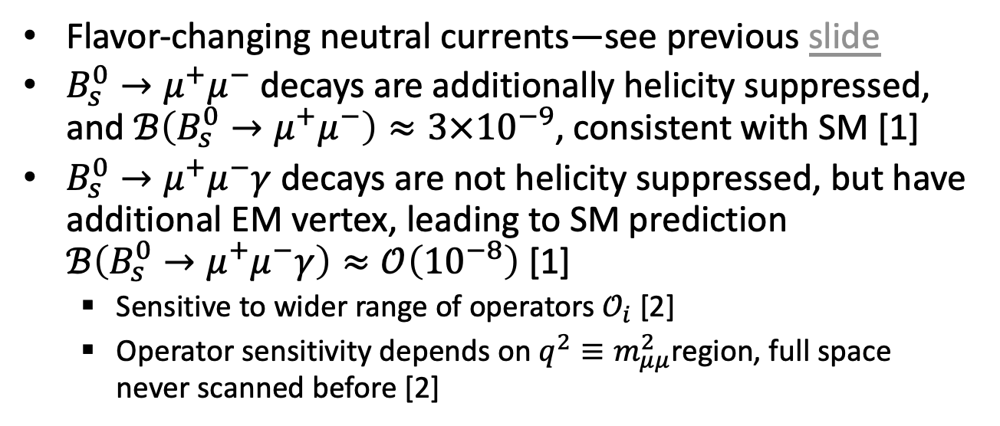 • Flavor-changing neutral currents—see previous slide
• $B_s^0 \to \mu^+\mu^-$ decays are additionally helicity suppressed,
and $\mathcal{B}(B_s^0 \to \mu^+\mu^-) \approx 3 \times 10^{-9}$, consistent with SM [1]
• $B_s^0 \to \mu^+\mu^-\gamma$ decays are not helicity suppressed, but have
additional EM vertex, leading to SM prediction
$\mathcal{B}(B_s^0 \to \mu^+\mu^-\gamma) \approx \mathcal{O}(10^{-8})$ [1]
▪ Sensitive to wider range of operators $\mathcal{O}_i$ [2]
▪ Operator sensitivity depends on $q^2 \equiv m_{\mu\mu}^2$region, full space
never scanned before [2]